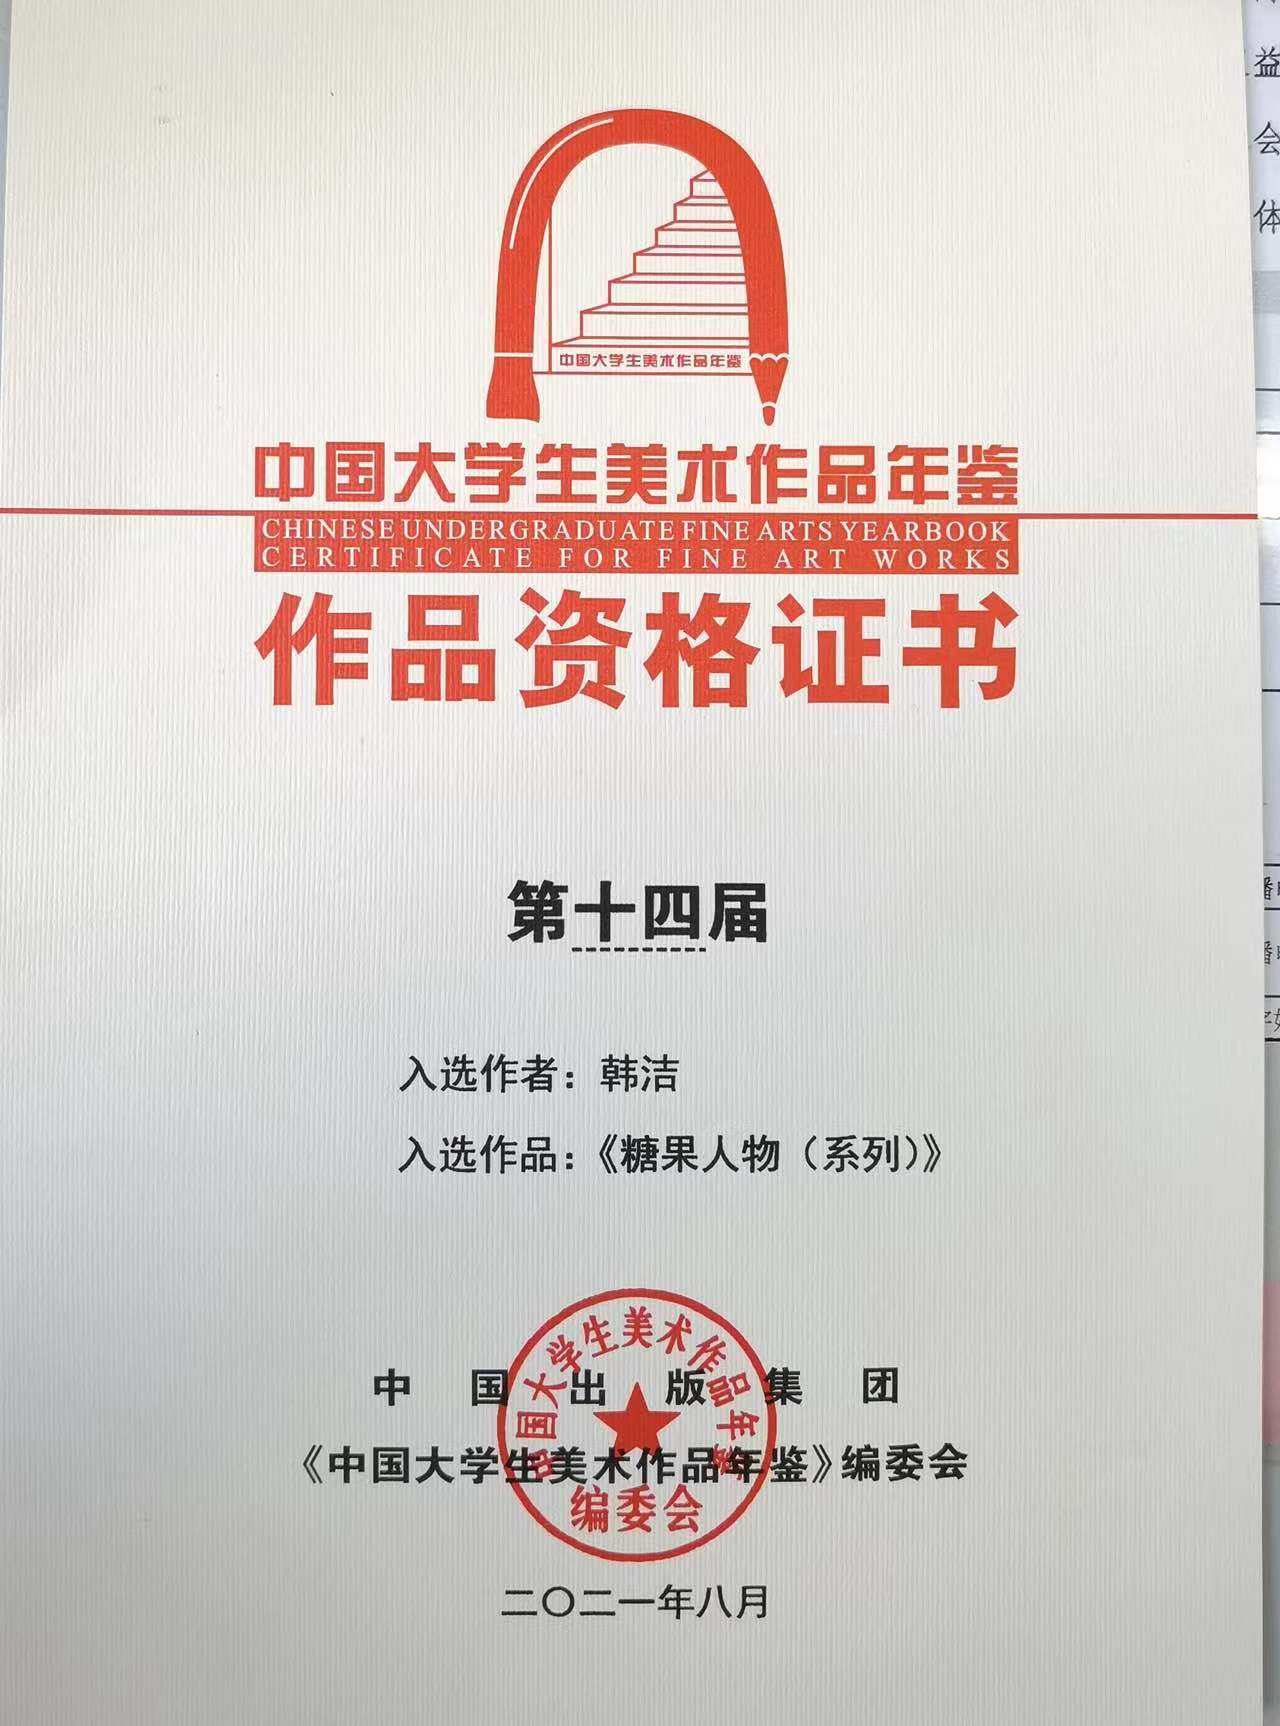 益
会
体
中国大学生美术作品年鉴
中国大学生美术作品年鉴
CHINESE UNDERGRADUATE FINE ARTS YEARBOOK
CERTIFICATE FOR FINE ART WORKS
作品资格证书
第十四届
入选作者：韩洁
入选作品：《糖果人物（系列）》
中国出版集团
《中国大学生美术作品年鉴》编委会
中国大学生美术作品年鉴
编委会
二〇二一年八月